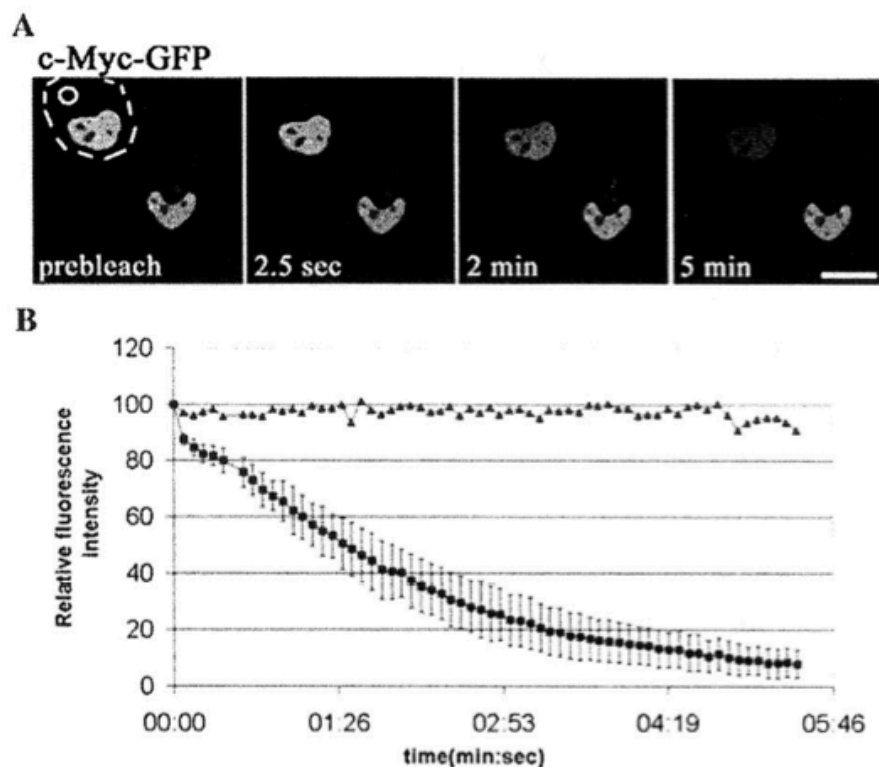 A
c-Myc-GFP
prebleach
2.5 sec
2 min
5 min
B
120
100
80
60
40
20
0
Relative fluorescence
intensity
00:00
01:26
02:53
04:19
05:46
time(min:sec)